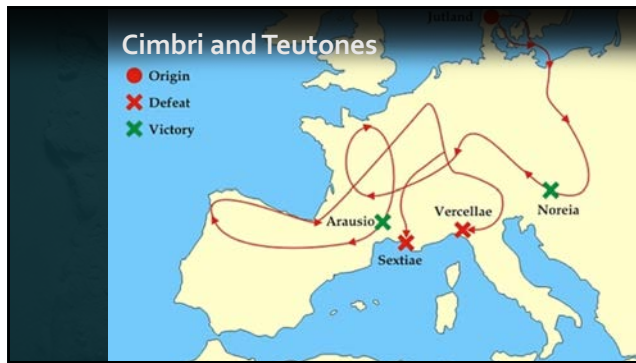 Jutland
Cimbri and Teutones
Origin
Defeat
Victory
Arausio
Vercellae
Noreia
Sextiae